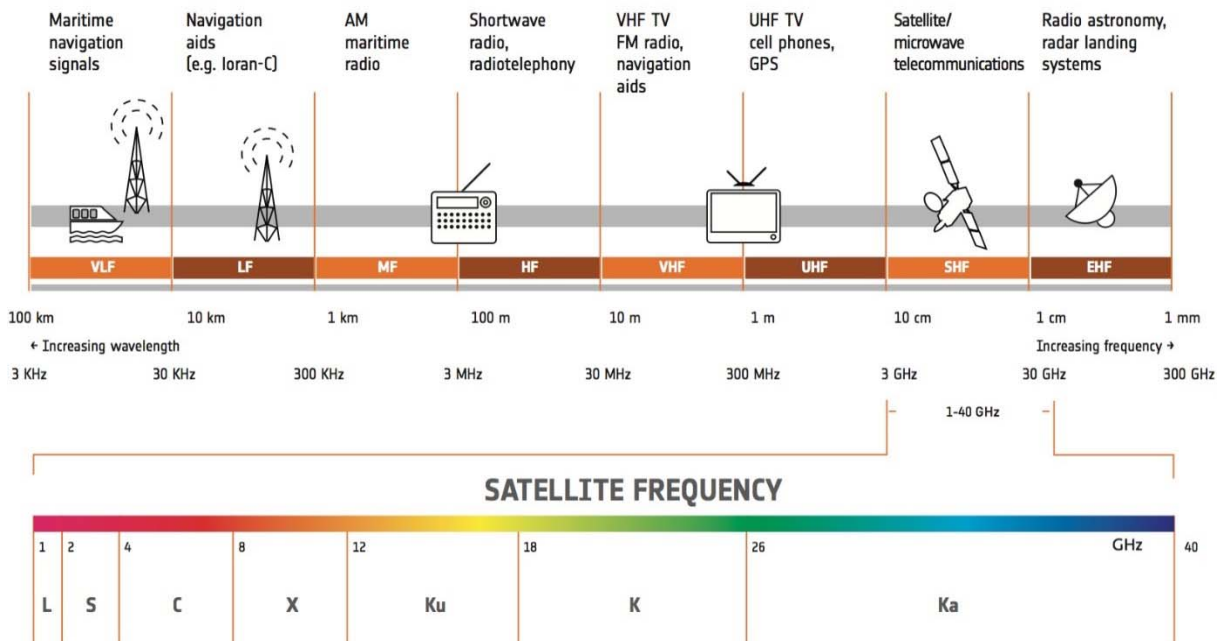 Maritime
navigation
signals
Navigation
aids
(e.g. loran-C)
AM
maritime
radio
Shortwave
radio,
radiotelephony
VHF TV
FM radio,
navigation
aids
UHF TV
cell phones,
GPS
Satellite/
microwave
telecommunications
Radio astronomy,
radar landing
systems
VLF LF MF HF VHF UHF SHF EHF
100 km 10 km 1 km 100 m 10 m 1 m 10 cm 1 cm 1 mm
← Increasing wavelength Increasing frequency →
3 KHz 30 KHz 300 KHz 3 MHz 30 MHz 300 MHz 3 GHz 30 GHz 300 GHz
1-40 GHz
SATELLITE FREQUENCY
1 2 4 8 12 18 26 GHz 40
L S C X Ku K Ka